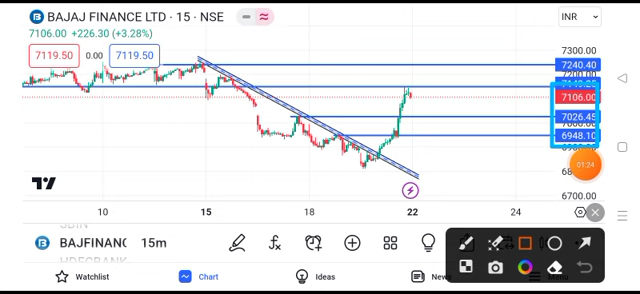 BAJAJ FINANCE LTD · 15 · NSE
INR
7106.00 +226.30 (+3.28%)
7119.50 0.00 7119.50
7300.00
7240.40
7106.00
7026.45
6948.10
01:24
6700.00
10 15 18 22 24
BAJFINANC 15m
Watchlist Chart Ideas News